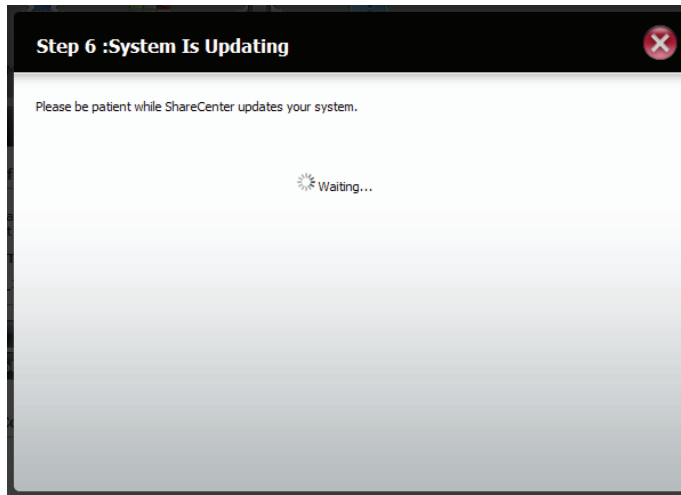 Step 6 :System Is Updating
Please be patient while ShareCenter updates your system.
Waiting...